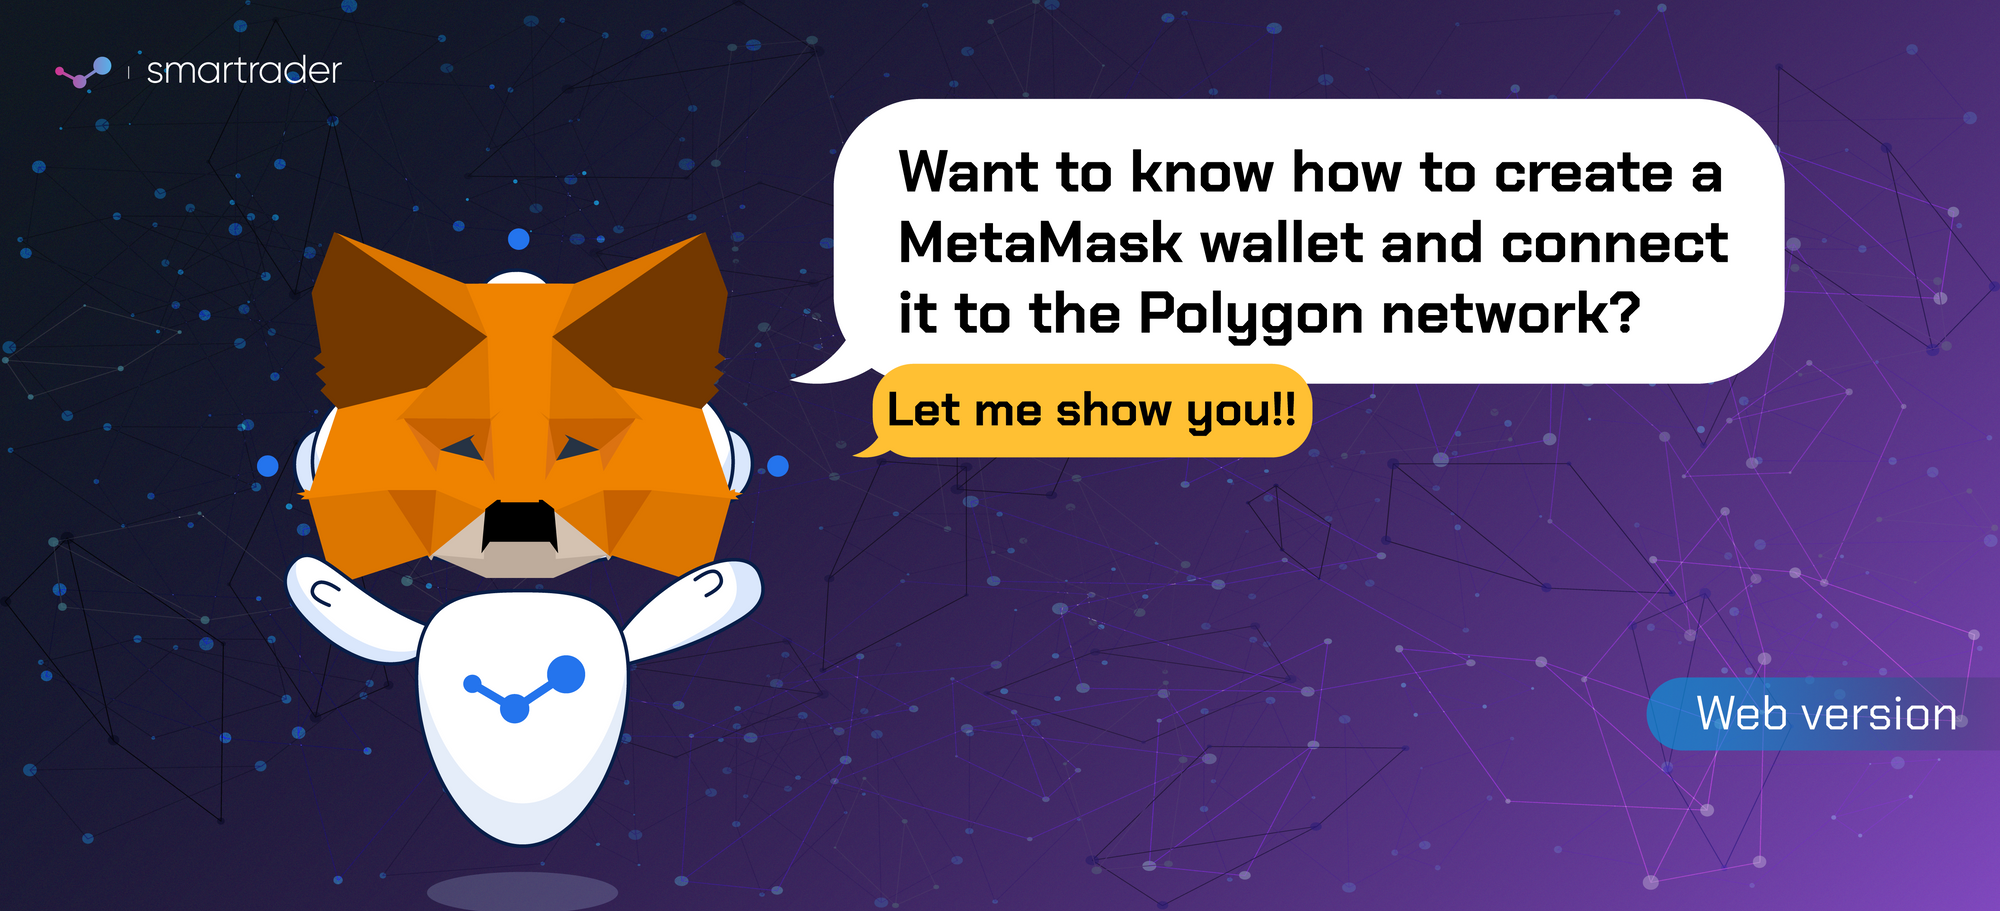 smartrader
Want to know how to create a
MetaMask wallet and connect
it to the Polygon network?
Let me show you!!
Web version